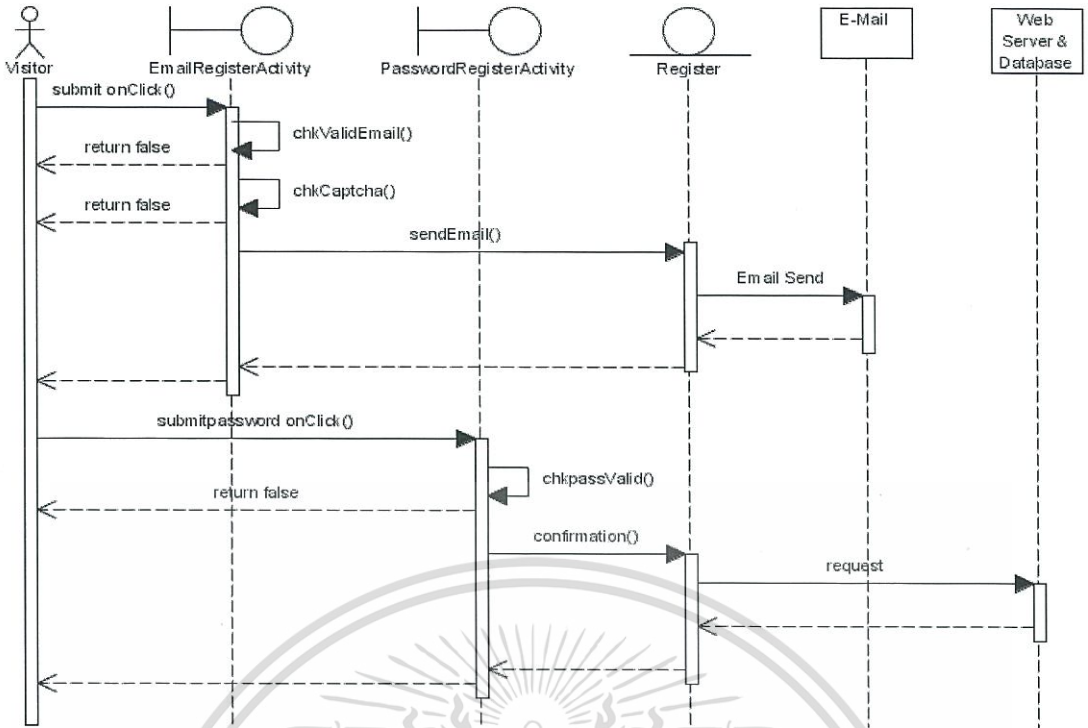 E-Mail
Web
Server &
Database
Visitor
EmailRegisterActivity
PasswordRegisterActivity
Register
submit onClick()
chkValidEmail()
return false
chkCaptcha()
return false
sendEmail()
Email Send
submitpassword onClick()
chkpassValid()
return false
confirmation()
request